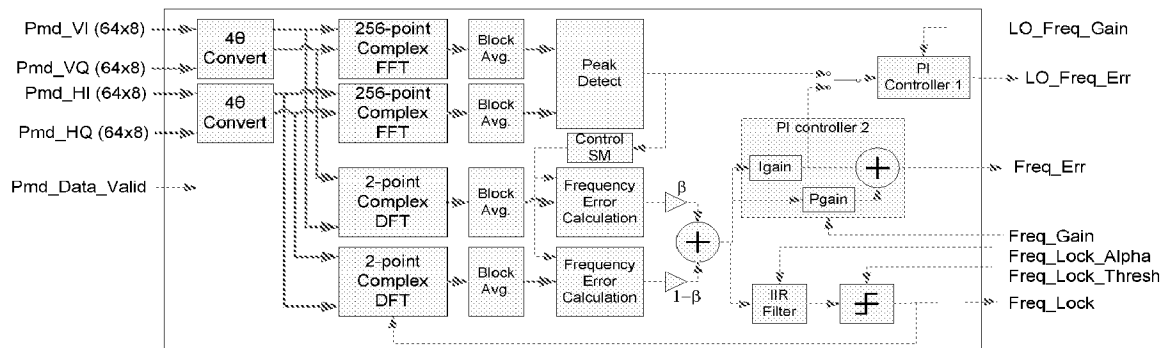 Pmd_VI (64x8)
Pmd_VQ (64x8)
Pmd_HI (64x8)
Pmd_HQ (64x8)
Pmd_Data_Valid
4θ
Convert
4θ
Convert
256-point
Complex
FFT
256-point
Complex
FFT
2-point
Complex
DFT
2-point
Complex
DFT
Block
Avg.
Block
Avg.
Block
Avg.
Block
Avg.
Peak
Detect
Control
SM
Frequency
Error
Calculation
Frequency
Error
Calculation
β
1−β
+
PI
Controller 1
PI controller 2
Igain
Pgain
+
IIR
Filter
LO_Freq_Gain
LO_Freq_Err
Freq_Err
Freq_Gain
Freq_Lock_Alpha
Freq_Lock_Thresh
Freq_Lock